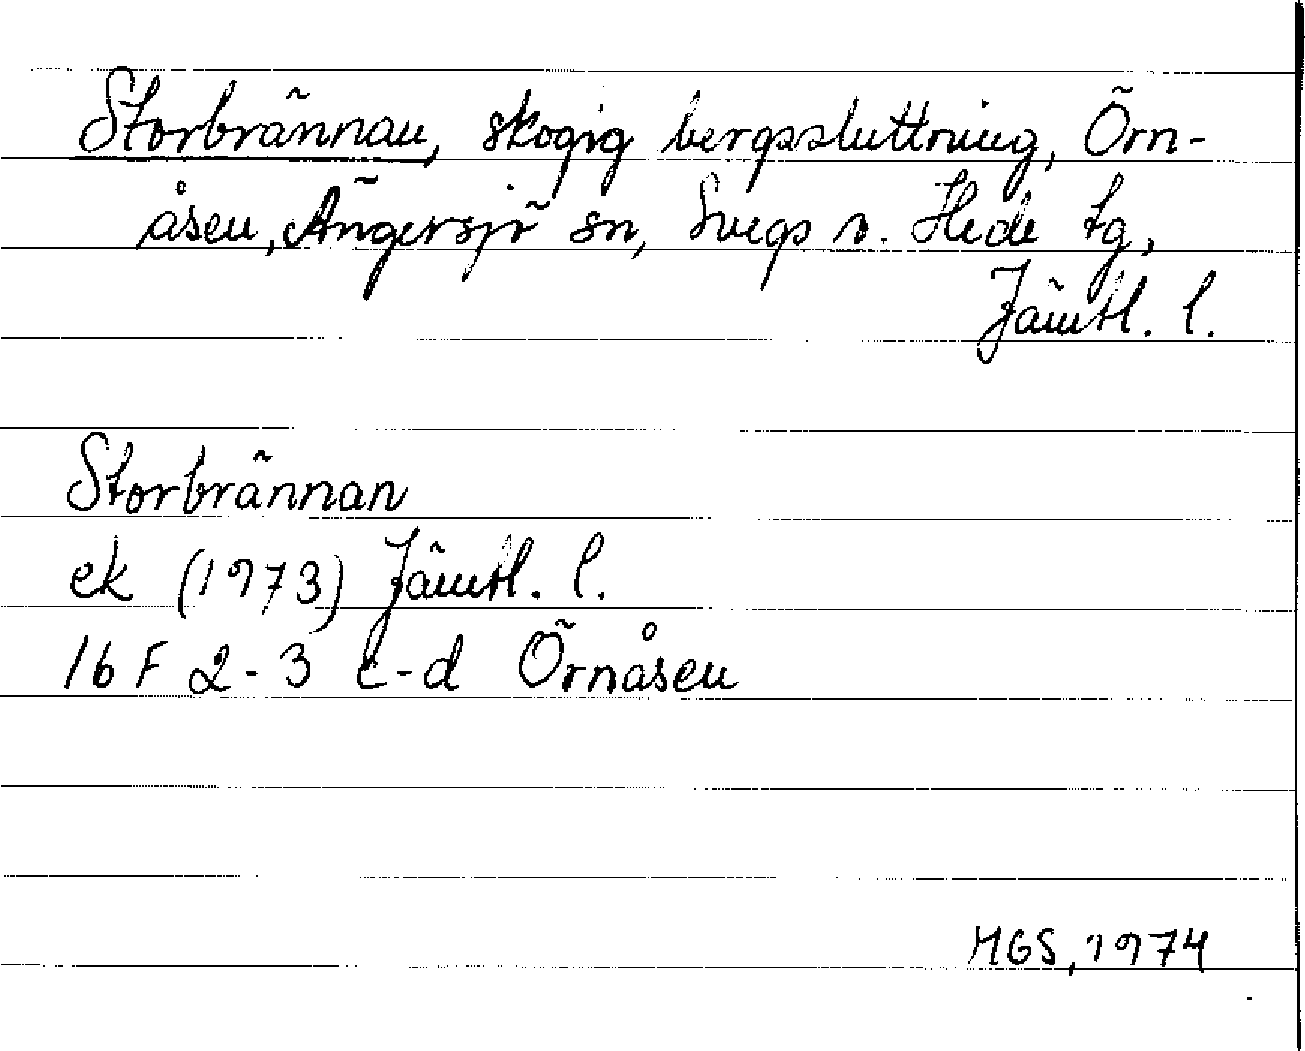 Storbrännan, skogig bergssluttning, Örn-
åsen, Ängersjö sn, Svegs o. Hede tg,
Jämtl. l.
Storbrännan
ek (1973) Jämtl. l.
16 F 2-3 c-d Örnåsen
MGS, 1974